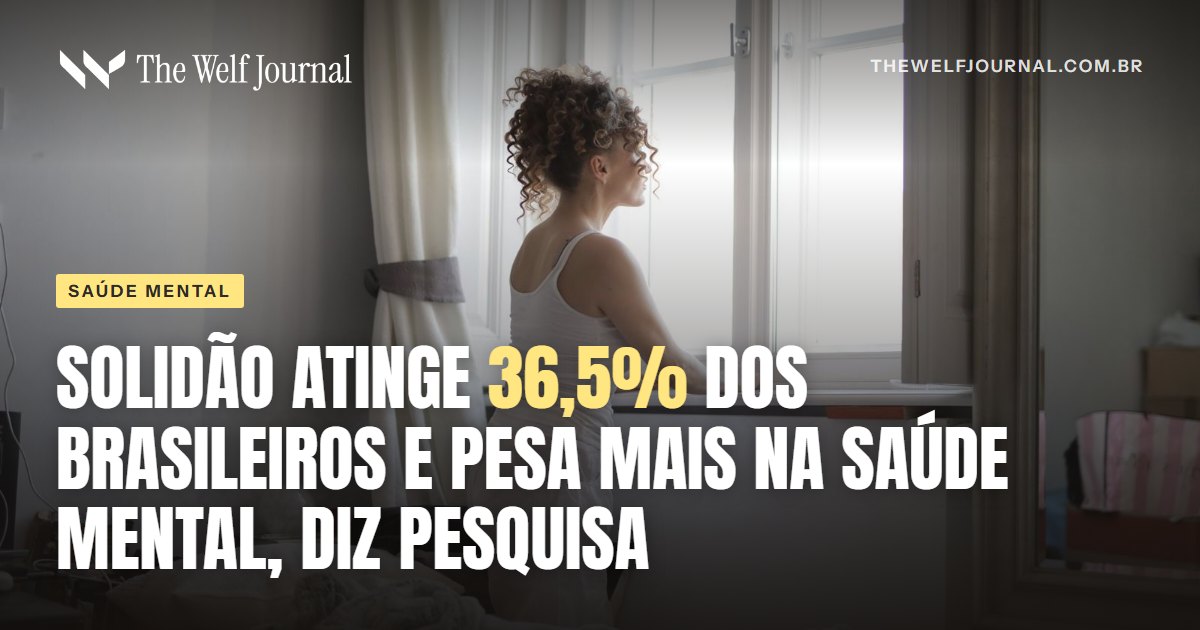 The Welf Journal
THEWELFJOURNAL.COM.BR
SAÚDE MENTAL
SOLIDÃO ATINGE 36,5% DOS
BRASILEIROS E PESA MAIS NA SAÚDE
MENTAL, DIZ PESQUISA